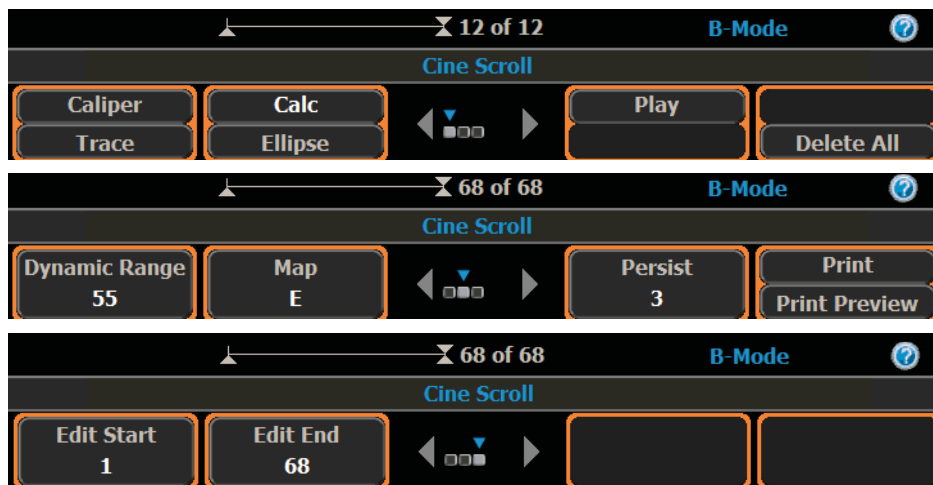 12 of 12 B-Mode ?
Cine Scroll
Caliper Calc Play
Trace Ellipse Delete All
68 of 68 B-Mode ?
Cine Scroll
Dynamic Range Map Persist Print
55 E 3 Print Preview
68 of 68 B-Mode ?
Cine Scroll
Edit Start Edit End
1 68